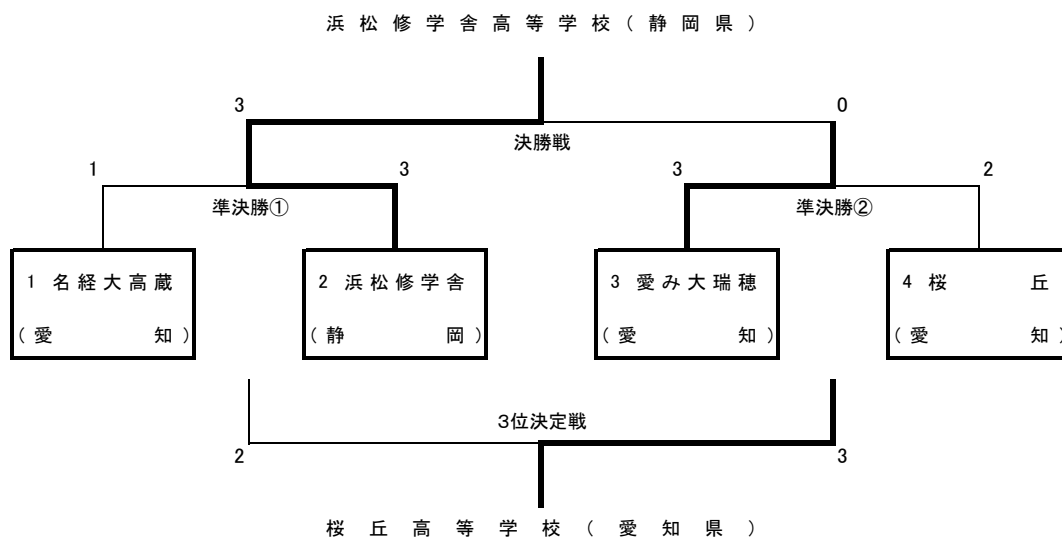 浜松修学舎高等学校(静岡県)
3 0
決勝戦
1 3 3 2
準決勝① 準決勝②
1 名経大高蔵 2 浜松修学舎 3 愛み大瑞穂 4 桜丘
(愛知) (静岡) (愛知) (愛知)
3位決定戦
2 3
桜丘高等学校(愛知県)